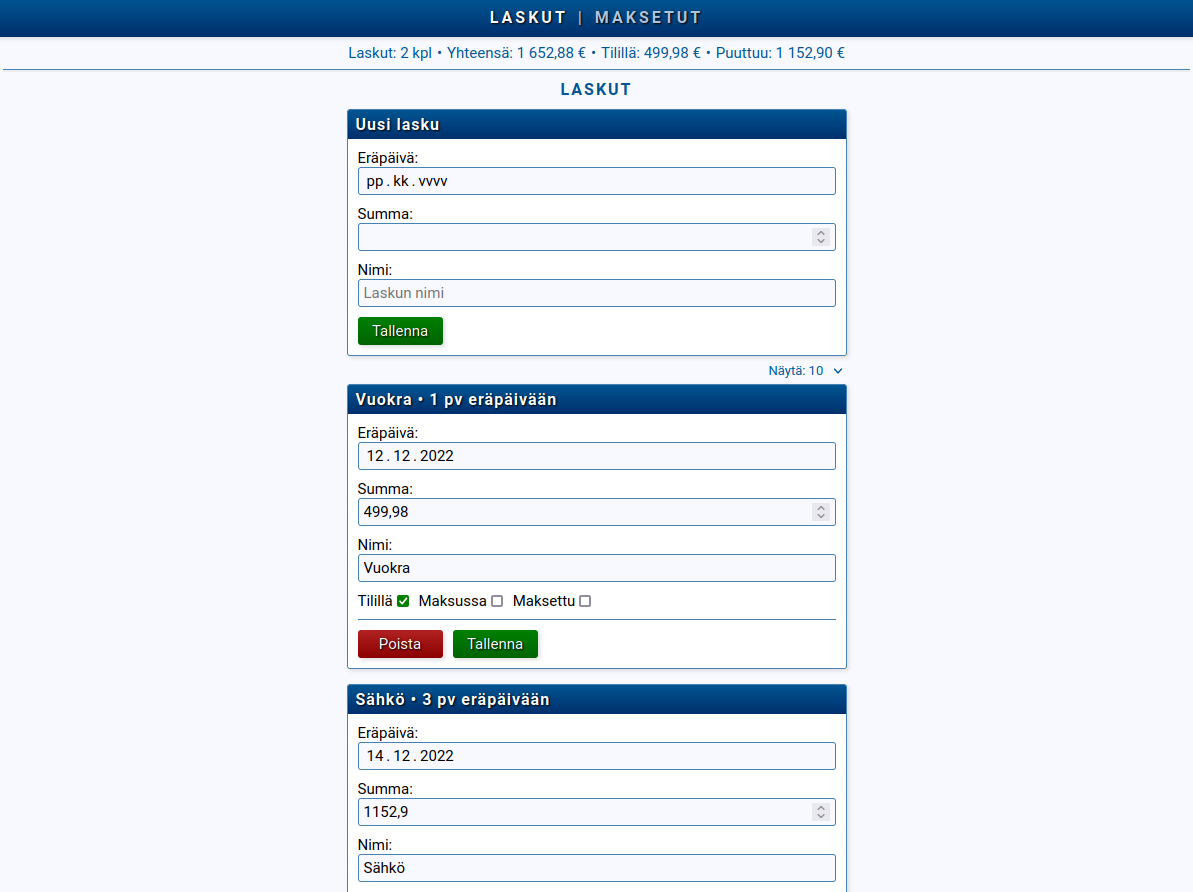 LASKUT | MAKSETUT
Laskut: 2 kpl • Yhteensä: 1 652,88 € • Tilillä: 499,98 € • Puuttuu: 1 152,90 €
LASKUT
Uusi lasku
Eräpäivä:
pp . kk . vvvv
Summa:
Nimi:
Laskun nimi
Tallenna
Näytä: 10
Vuokra • 1 pv eräpäivään
Eräpäivä:
12 . 12 . 2022
Summa:
499,98
Nimi:
Vuokra
Tilillä Maksussa Maksettu
Poista Tallenna
Sähkö • 3 pv eräpäivään
Eräpäivä:
14 . 12 . 2022
Summa:
1152,9
Nimi:
Sähkö